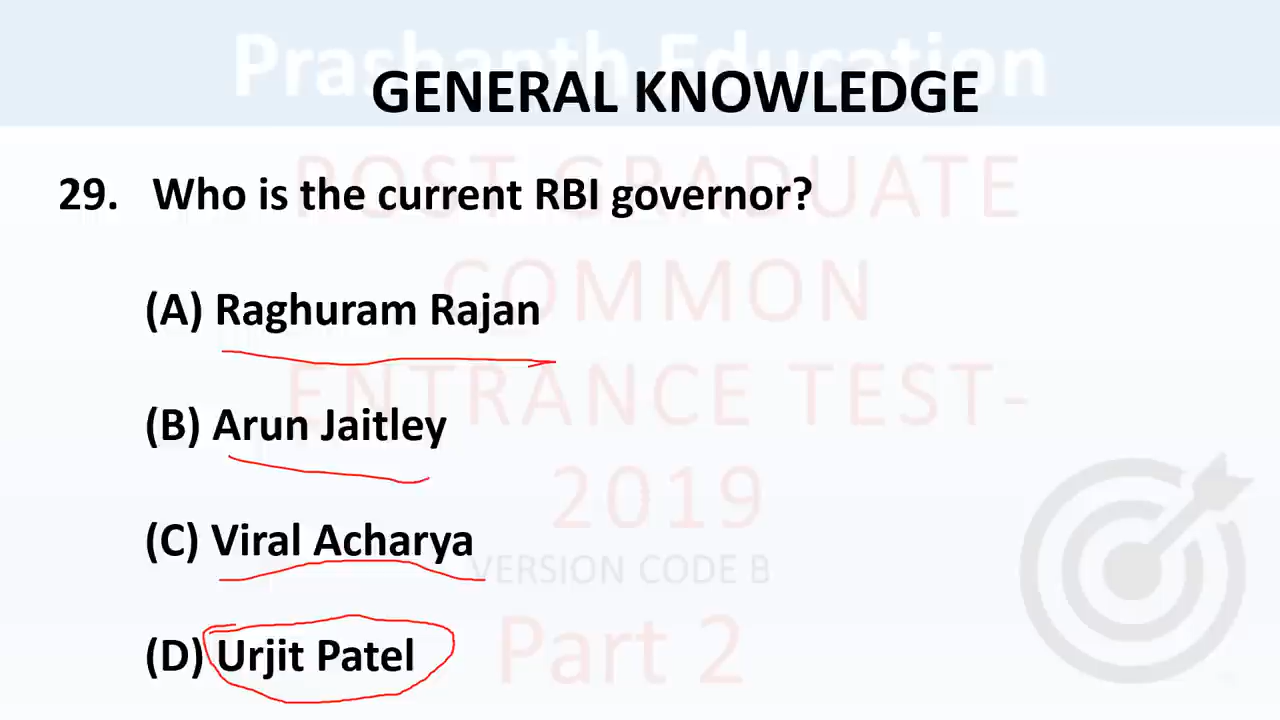 Prashanth Education
GENERAL KNOWLEDGE
POST GRADUATE
29. Who is the current RBI governor?
COMMON
(A) Raghuram Rajan
ENTRANCE TEST-
(B) Arun Jaitley
2019
(C) Viral Acharya
VERSION CODE B
(D) Urjit Patel
Part 2